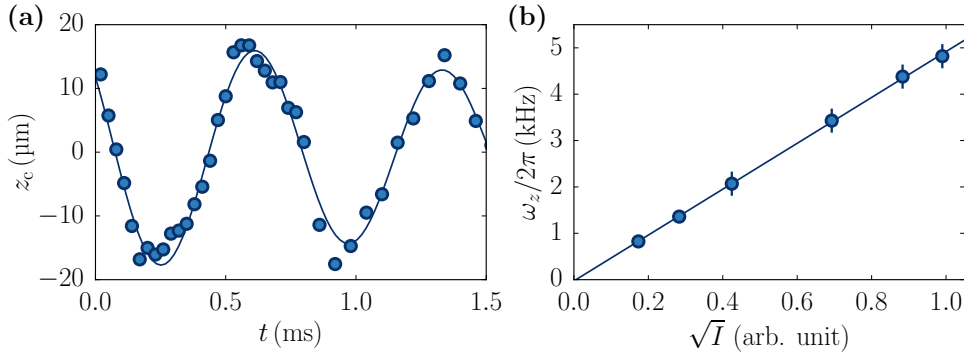 (a)
20
10
0
−10
−20
z_c (μm)
0.0 0.5 1.0 1.5
t (ms)
(b)
5
4
3
2
1
0
ω_z/2π (kHz)
0.0 0.2 0.4 0.6 0.8 1.0
√I (arb. unit)